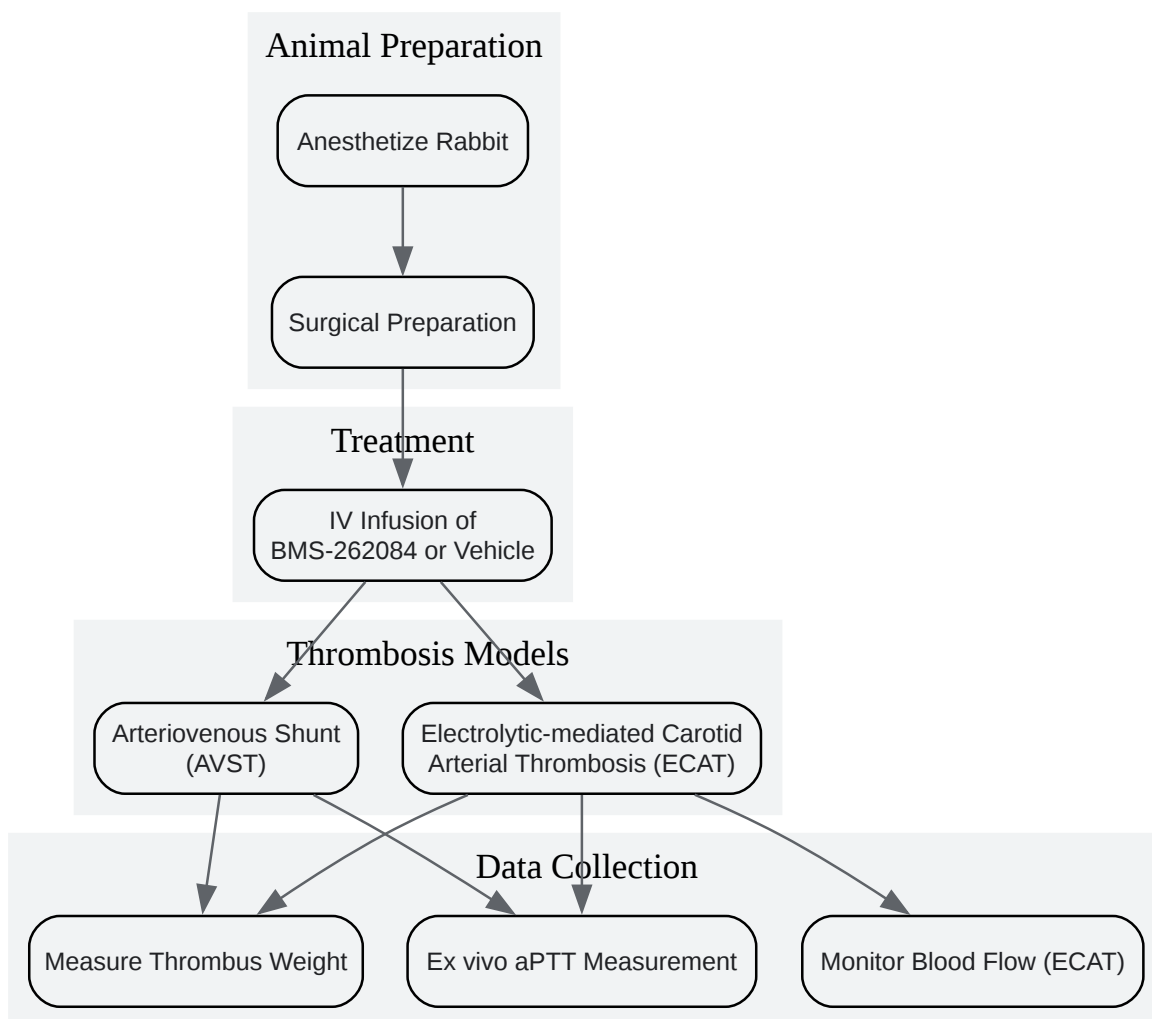 Animal Preparation
Anesthetize Rabbit
Surgical Preparation
Treatment
IV Infusion of
BMS-262084 or Vehicle
Thrombosis Models
Arteriovenous Shunt
(AVST)
Electrolytic-mediated Carotid
Arterial Thrombosis (ECAT)
Data Collection
Measure Thrombus Weight
Ex vivo aPTT Measurement
Monitor Blood Flow (ECAT)